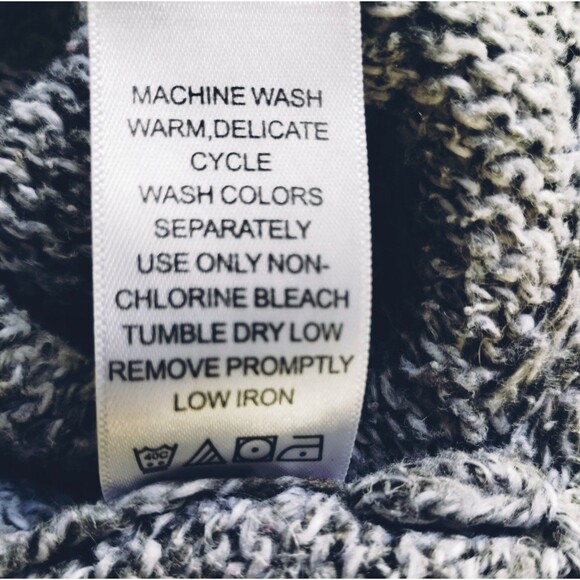 MACHINE WASH
WARM,DELICATE
CYCLE
WASH COLORS
SEPARATELY
USE ONLY NON-
CHLORINE BLEACH
TUMBLE DRY LOW
REMOVE PROMPTLY
LOW IRON
40C